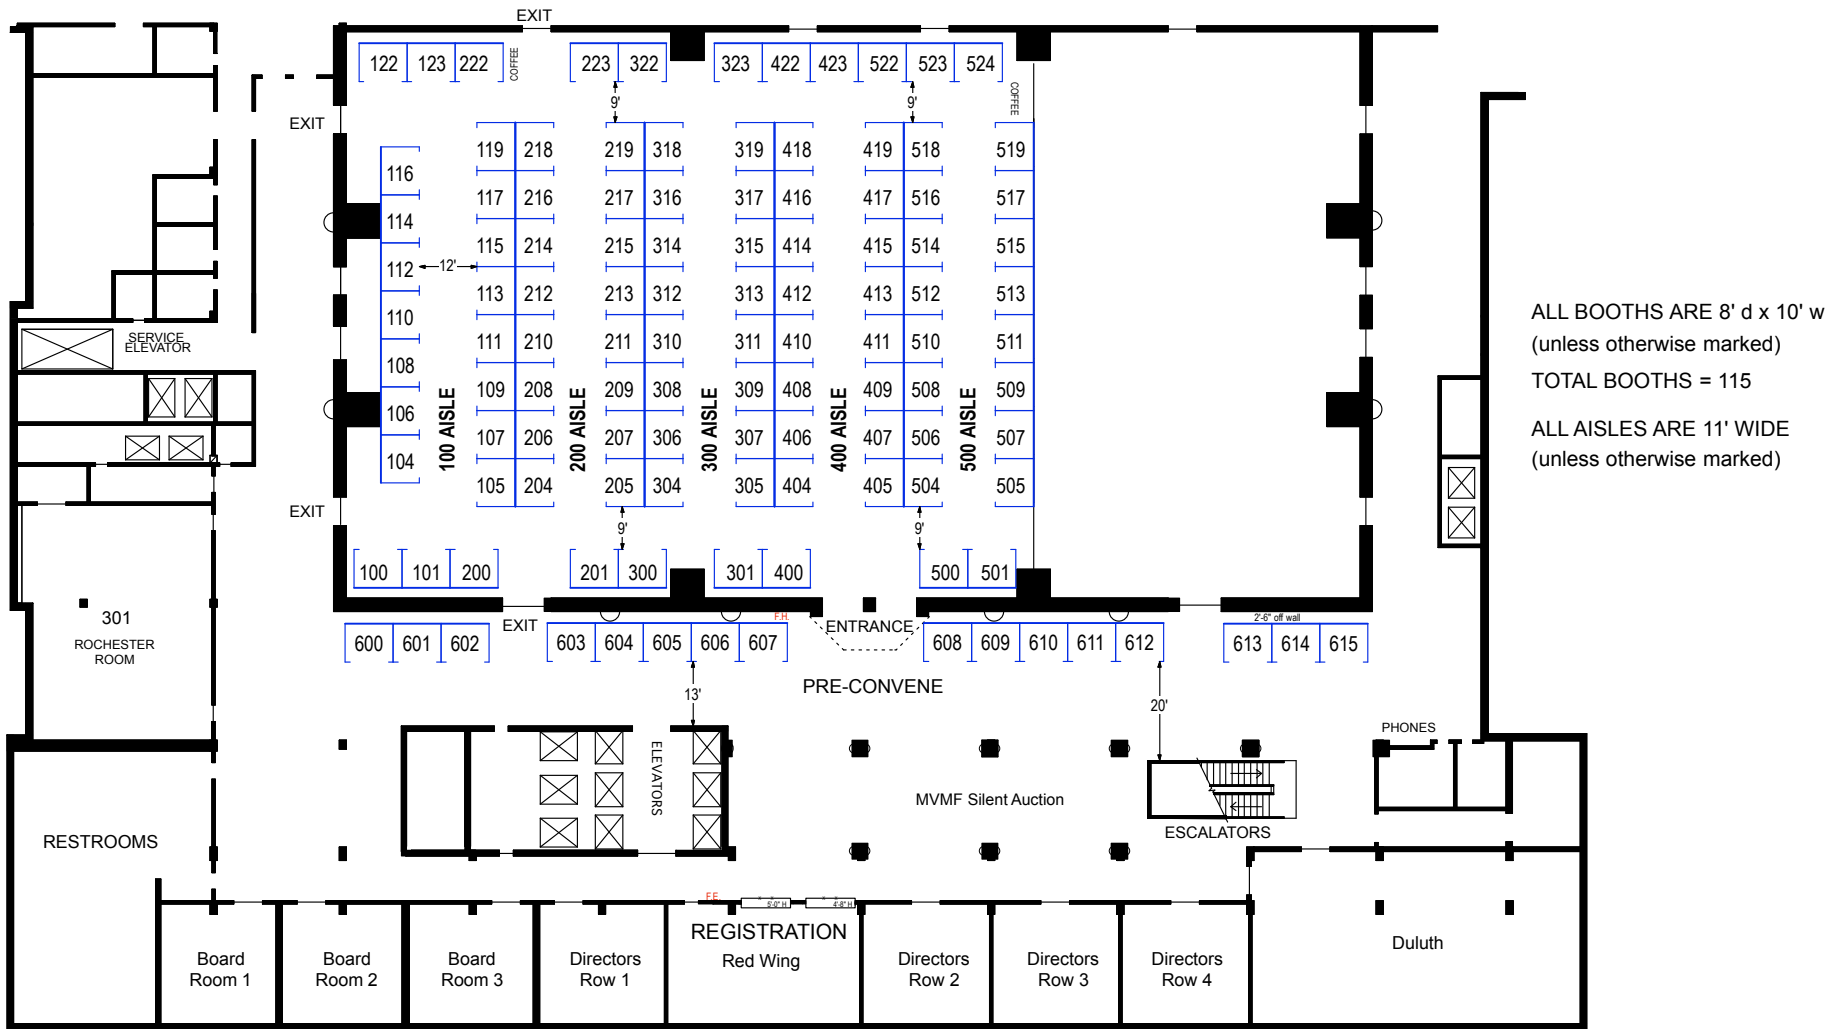 EXIT
122 123 222
COFFEE
223 322
323 422 423 522 523 524
COFFEE
9'
9'
EXIT
119 218 219 318 319 418 419 518 519
116
117 216 217 316 317 416 417 516 517
114
115 214 215 314 315 414 415 514 515
112
12'
113 212 213 312 313 412 413 512 513
110
111 210 211 310 311 410 411 510 511
108
109 208 209 308 309 408 409 508 509
106
107 206 207 306 307 406 407 506 507
104
105 204 205 304 305 404 405 504 505
100 AISLE
200 AISLE
300 AISLE
400 AISLE
500 AISLE
SERVICE
ELEVATOR
ALL BOOTHS ARE 8' d x 10' w
(unless otherwise marked)
TOTAL BOOTHS = 115
ALL AISLES ARE 11' WIDE
(unless otherwise marked)
EXIT
9'
9'
100 101 200
201 300
301 400
500 501
301
ROCHESTER
ROOM
EXIT
F.H.
ENTRANCE
2'-6" off wall
600 601 602
603 604 605 606 607
608 609 610 611 612
613 614 615
PRE-CONVENE
13'
20'
PHONES
ELEVATORS
MVMF Silent Auction
ESCALATORS
RESTROOMS
F.E.
5'-0" H
4'-8" H
REGISTRATION
Red Wing
Board
Room 1
Board
Room 2
Board
Room 3
Directors
Row 1
Directors
Row 2
Directors
Row 3
Directors
Row 4
Duluth